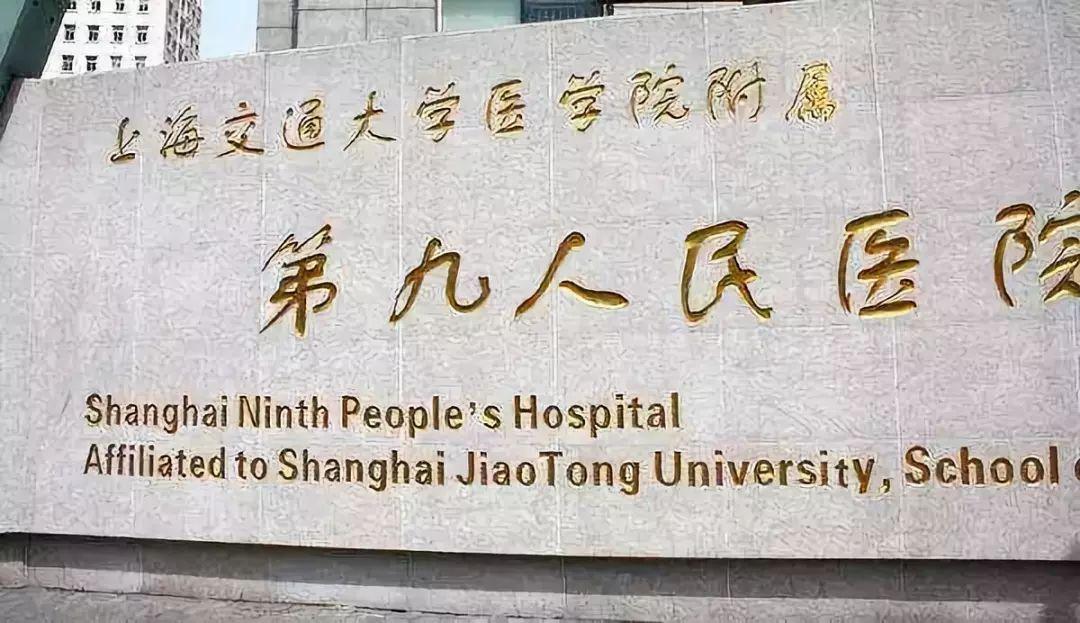 上海交通大学医学院附属
第九人民医院
Shanghai Ninth People's Hospital
Affiliated to Shanghai JiaoTong University, School